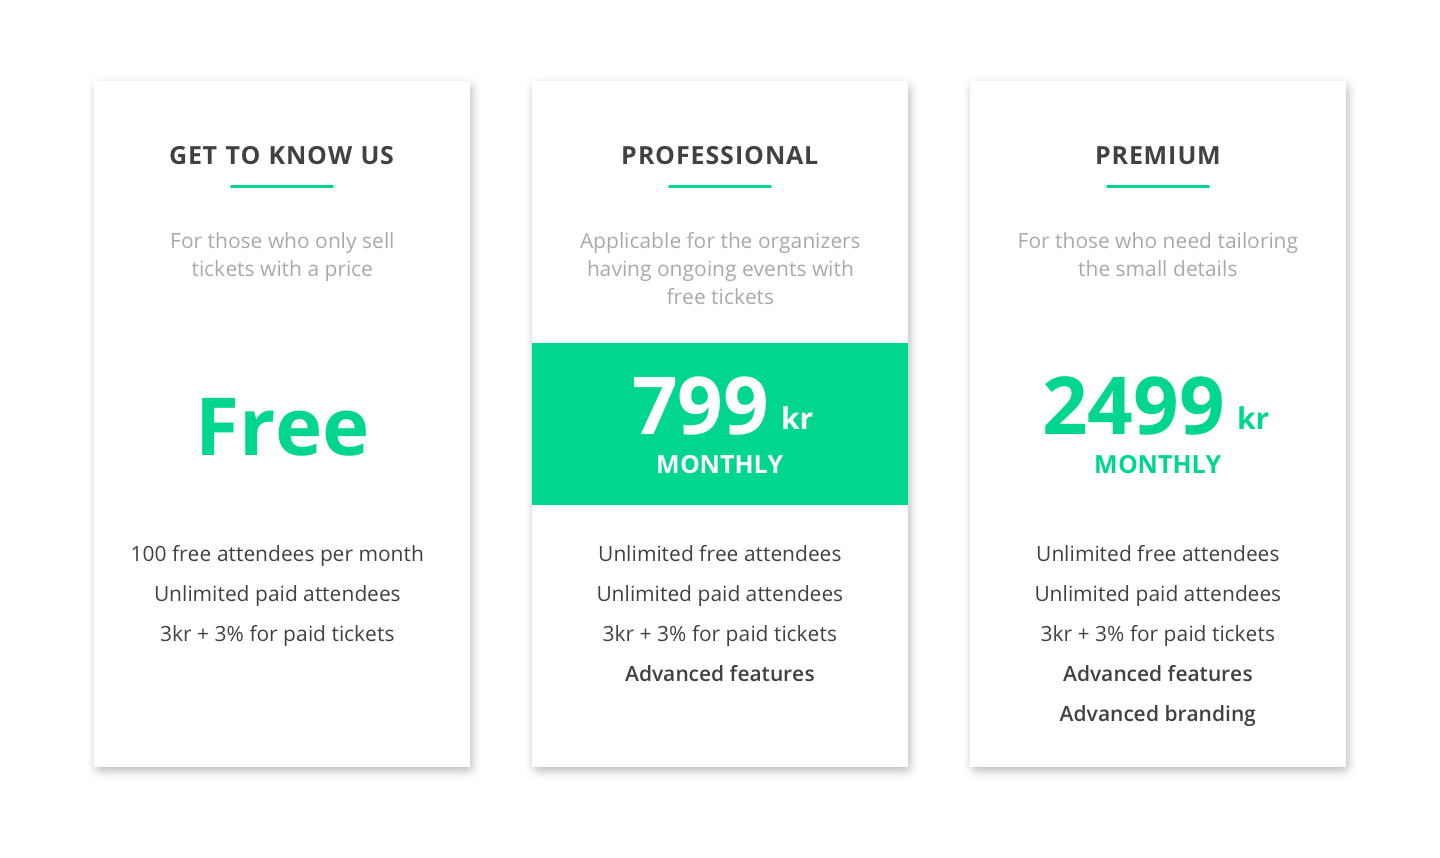 GET TO KNOW US
For those who only sell
tickets with a price
Free
100 free attendees per month
Unlimited paid attendees
3kr + 3% for paid tickets
PROFESSIONAL
Applicable for the organizers
having ongoing events with
free tickets
799 kr
MONTHLY
Unlimited free attendees
Unlimited paid attendees
3kr + 3% for paid tickets
Advanced features
PREMIUM
For those who need tailoring
the small details
2499 kr
MONTHLY
Unlimited free attendees
Unlimited paid attendees
3kr + 3% for paid tickets
Advanced features
Advanced branding